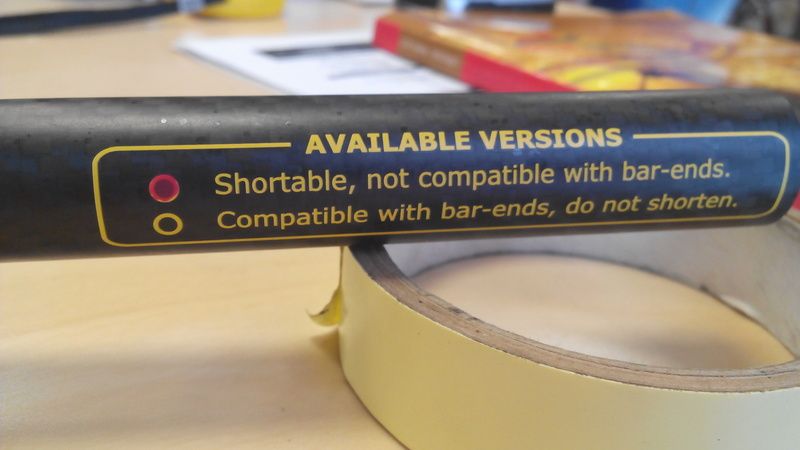 AVAILABLE VERSIONS
Shortable, not compatible with bar-ends.
Compatible with bar-ends, do not shorten.